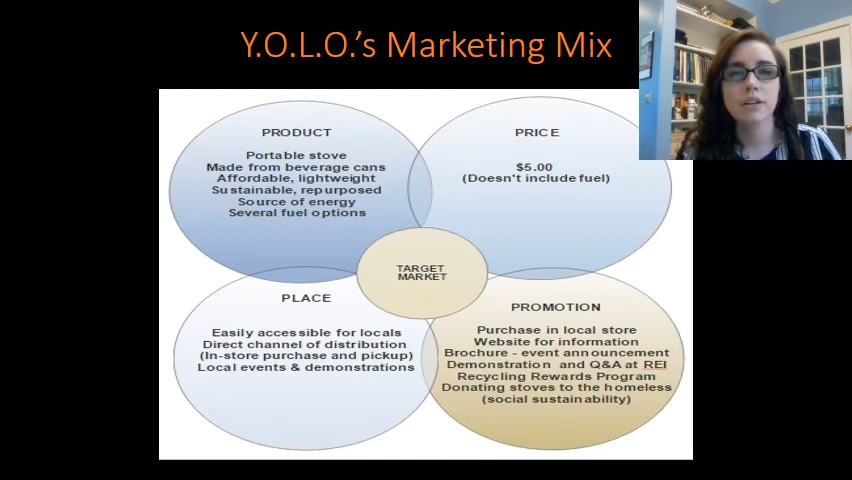 Y.O.L.O.'s Marketing Mix
PRODUCT
Portable stove
Made from beverage cans
Affordable, lightweight
Sustainable, repurposed
Source of energy
Several fuel options
PRICE
$5.00
(Doesn't include fuel)
TARGET
MARKET
PLACE
Easily accessible for locals
Direct channel of distribution
(In-store purchase and pickup)
Local events & demonstrations
PROMOTION
Purchase in local store
Website for information
Brochure - event announcement
Demonstration and Q&A at REI
Recycling Rewards Program
Donating stoves to the homeless
(social sustainability)